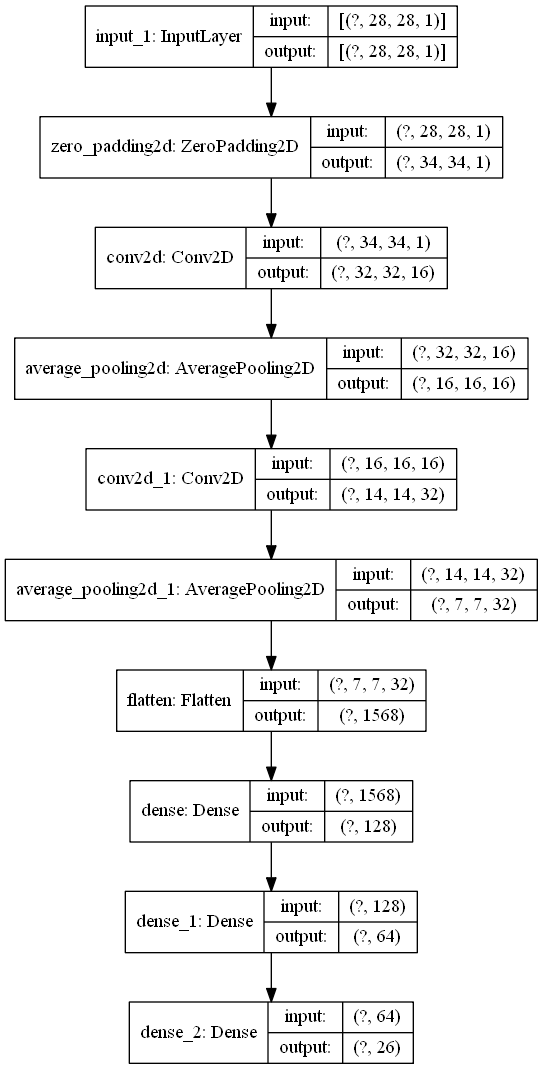 input_1: InputLayer
input: [(?, 28, 28, 1)]
output: [(?, 28, 28, 1)]
zero_padding2d: ZeroPadding2D
input: (?, 28, 28, 1)
output: (?, 34, 34, 1)
conv2d: Conv2D
input: (?, 34, 34, 1)
output: (?, 32, 32, 16)
average_pooling2d: AveragePooling2D
input: (?, 32, 32, 16)
output: (?, 16, 16, 16)
conv2d_1: Conv2D
input: (?, 16, 16, 16)
output: (?, 14, 14, 32)
average_pooling2d_1: AveragePooling2D
input: (?, 14, 14, 32)
output: (?, 7, 7, 32)
flatten: Flatten
input: (?, 7, 7, 32)
output: (?, 1568)
dense: Dense
input: (?, 1568)
output: (?, 128)
dense_1: Dense
input: (?, 128)
output: (?, 64)
dense_2: Dense
input: (?, 64)
output: (?, 26)